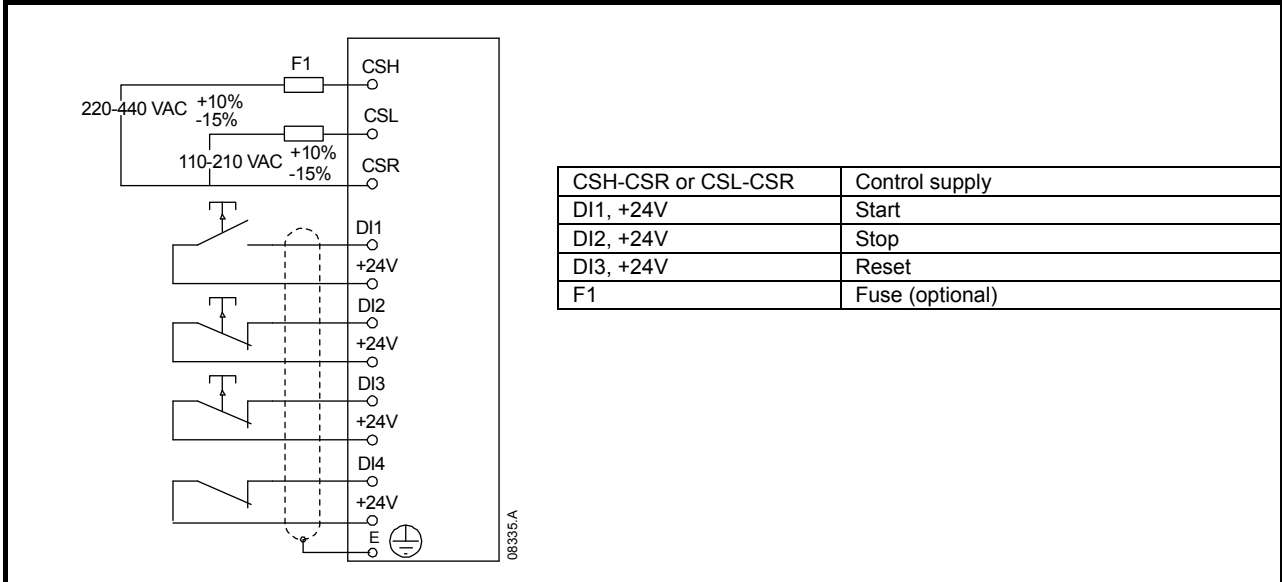 F1
CSH
220-440 VAC +10%
-15%
CSL
110-210 VAC +10%
-15%
CSR
DI1
+24V
DI2
+24V
DI3
+24V
DI4
+24V
E
08335.A
CSH-CSR or CSL-CSR Control supply
DI1, +24V Start
DI2, +24V Stop
DI3, +24V Reset
F1 Fuse (optional)